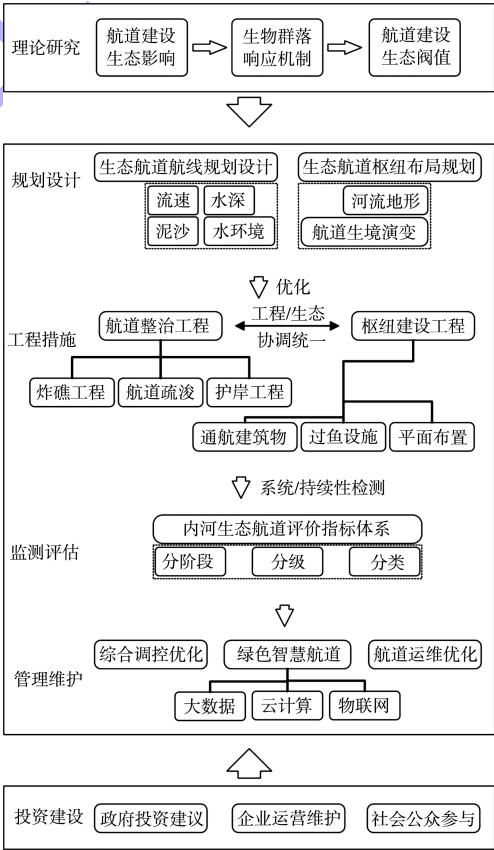 理论研究
航道建设
生态影响
生物群落
响应机制
航道建设
生态阀值
规划设计
生态航道航线规划设计
生态航道枢纽布局规划
流速
水深
河流地形
泥沙
水环境
航道生境演变
优化
工程措施
航道整治工程
工程/生态
协调统一
枢纽建设工程
炸礁工程
航道疏浚
护岸工程
通航建筑物
过鱼设施
平面布置
系统/持续性检测
监测评估
内河生态航道评价指标体系
分阶段
分级
分类
管理维护
综合调控优化
绿色智慧航道
航道运维优化
大数据
云计算
物联网
投资建设
政府投资建议
企业运营维护
社会公众参与